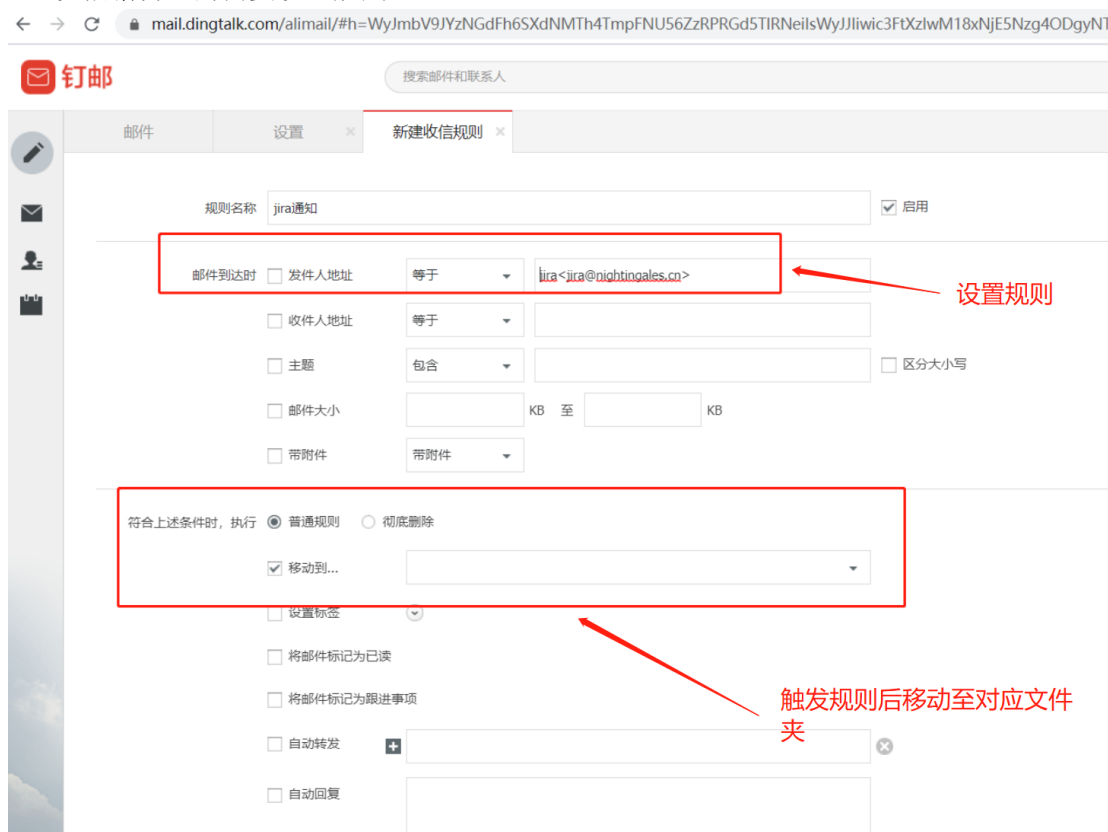 mail.dingtalk.com/alimail/#h=WyJmbV9JYzNGdFh6SXdNMTh4TmpFNU56ZzRPRGd5TlRNeilsWyJJliwic3FtXzIwM18xNjE5Nzg4ODgyNT
钉邮
搜索邮件和联系人
邮件 设置 新建收信规则
规则名称 jira通知 启用
邮件到达时 发件人地址 等于 jira<jira@nightingales.cn>
设置规则
收件人地址 等于
主题 包含 区分大小写
邮件大小 KB 至 KB
带附件 带附件
符合上述条件时，执行 普通规则 彻底删除
移动到...
设置标签
将邮件标记为已读
将邮件标记为跟进事项
触发规则后移动至对应文件
夹
自动转发
自动回复